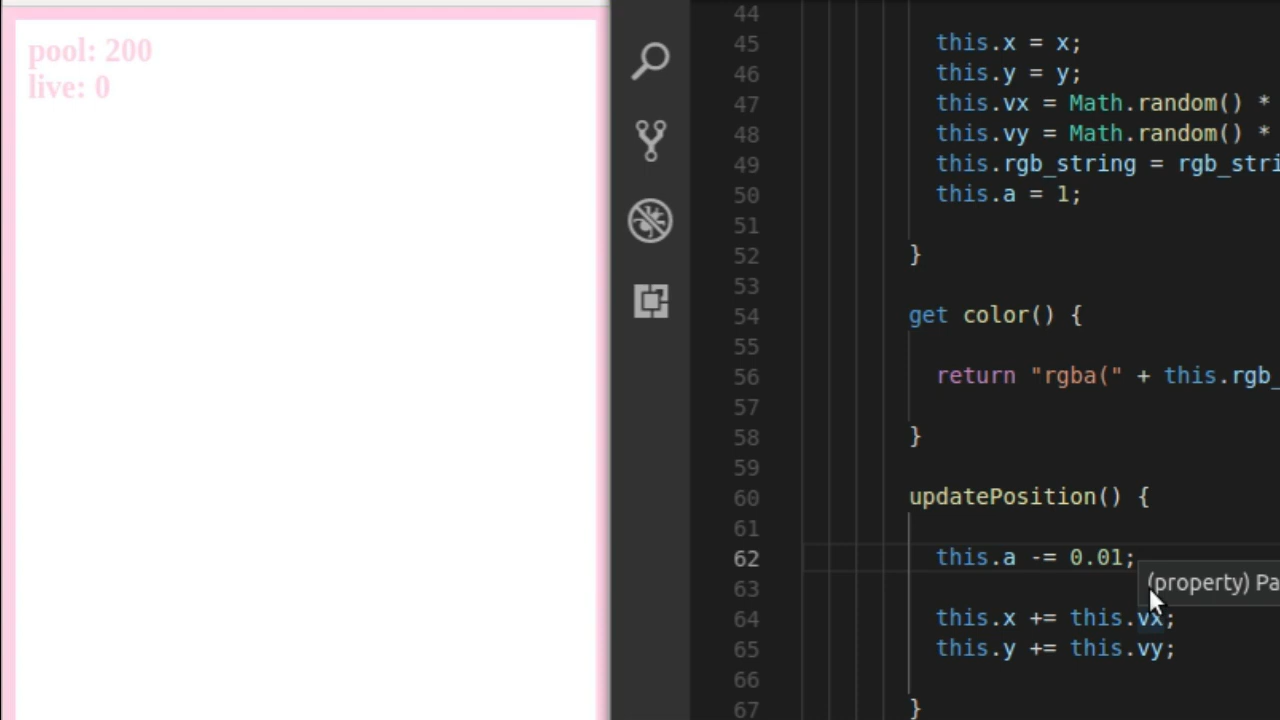 pool: 200
live: 0
44
45 this.x = x;
46 this.y = y;
47 this.vx = Math.random() *
48 this.vy = Math.random() *
49 this.rgb_string = rgb_stri
50 this.a = 1;
51
52 }
53
54 get color() {
55
56 return "rgba(" + this.rgb_
57
58 }
59
60 updatePosition() {
61
62 this.a -= 0.01;
63 (property) Pa
64 this.x += this.vx;
65 this.y += this.vy;
66
67 }